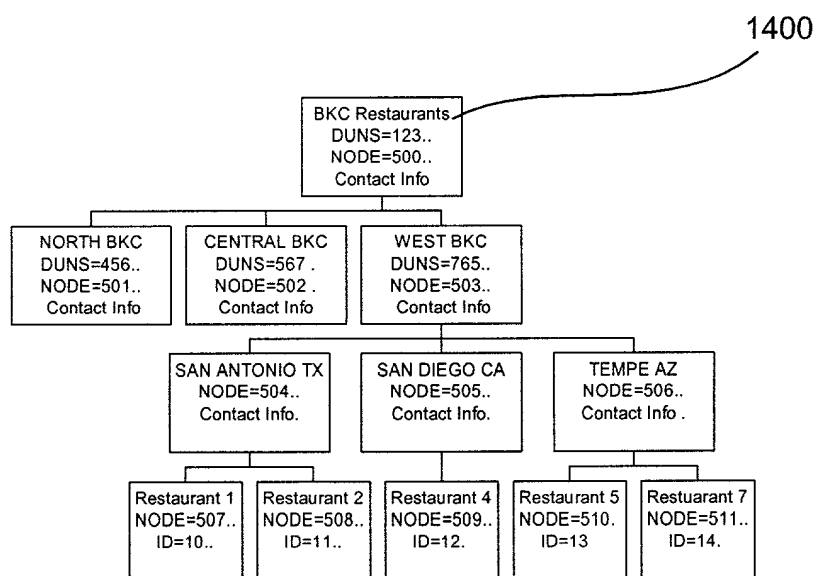 1400
BKC Restaurants
DUNS=123..
NODE=500..
Contact Info
NORTH BKC
DUNS=456..
NODE=501..
Contact Info
CENTRAL BKC
DUNS=567 .
NODE=502 .
Contact Info
WEST BKC
DUNS=765..
NODE=503..
Contact Info
SAN ANTONIO TX
NODE=504..
Contact Info.
SAN DIEGO CA
NODE=505..
Contact Info.
TEMPE AZ
NODE=506..
Contact Info .
Restaurant 1
NODE=507..
ID=10..
Restaurant 2
NODE=508..
ID=11..
Restaurant 4
NODE=509..
ID=12.
Restaurant 5
NODE=510.
ID=13
Restuarant 7
NODE=511..
ID=14.